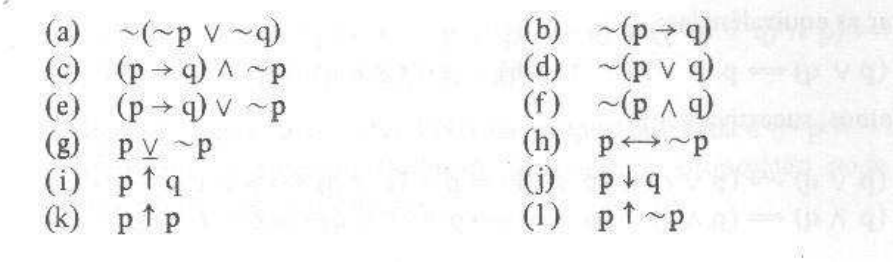 (a) ~(~p ∨ ~q) (b) ~(p → q)
(c) (p → q) ∧ ~p (d) ~(p ∨ q)
(e) (p → q) ∨ ~p (f) ~(p ∧ q)
(g) p ⊻ ~p (h) p ↔ ~p
(i) p ↑ q (j) p ↓ q
(k) p ↑ p (l) p ↑ ~p